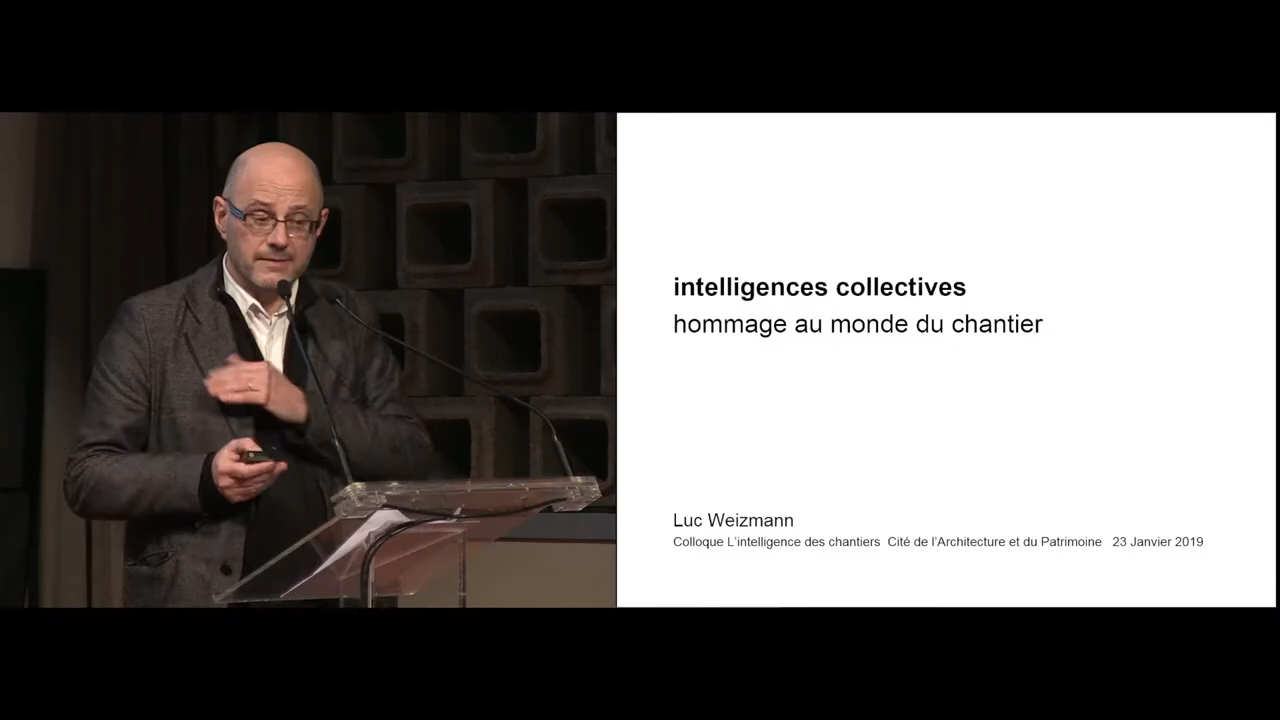 intelligences collectives
hommage au monde du chantier
Luc Weizmann
Colloque L'intelligence des chantiers Cité de l'Architecture et du Patrimoine 23 Janvier 2019